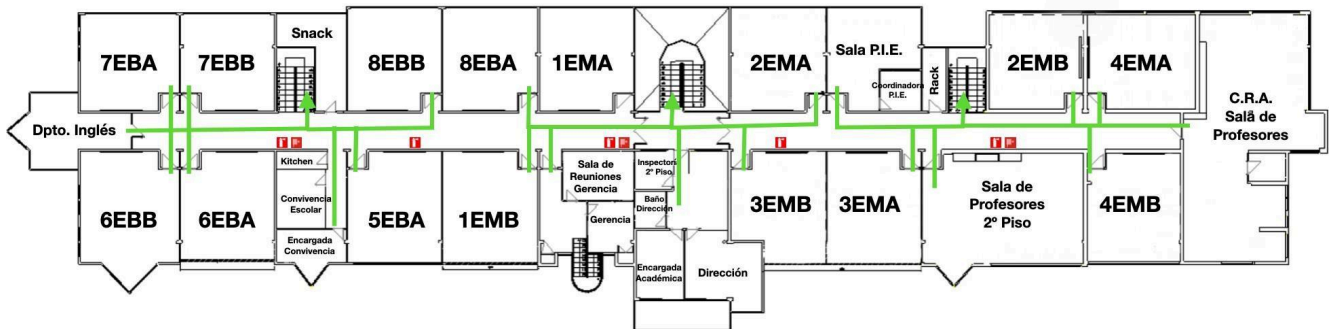 7EBA
7EBB
Snack
8EBB
8EBA
1EMA
2EMA
Sala P.I.E.
Coordinadora
P.I.E.
Rack
2EMB
4EMA
C.R.A.
Sala de
Profesores
Dpto. Inglés
6EBB
6EBA
Kitchen
Convivencia
Escolar
Encargada
Convivencia
5EBA
1EMB
Sala de
Reuniones
Gerencia
Gerencia
Inspectoría
2º Piso
Baño
Dirección
Encargada
Académica
Dirección
3EMB
3EMA
Sala de
Profesores
2º Piso
4EMB